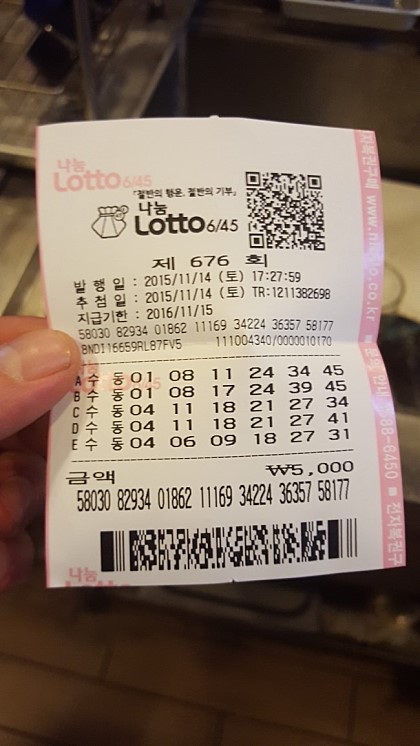 나눔
Lotto 6/45
「절반의 행운, 절반의 기부」
나눔
Lotto 6/45
제 676 회
발 행 일 : 2015/11/14 (토) 17:27:59
추 첨 일 : 2015/11/14 (토) TR:1211382698
지급기한 : 2016/11/15
58030 82934 01862 11169 34224 36357 58177
BNDI16659RL87FV5 111004340/0000010170
A 수 동 01 08 11 24 34 45
B 수 동 01 08 17 24 39 45
C 수 동 04 11 18 21 27 34
D 수 동 04 11 18 21 27 41
E 수 동 04 06 09 18 27 31
금액 ₩5,000
58030 82934 01862 11169 34224 36357 58177
나눔